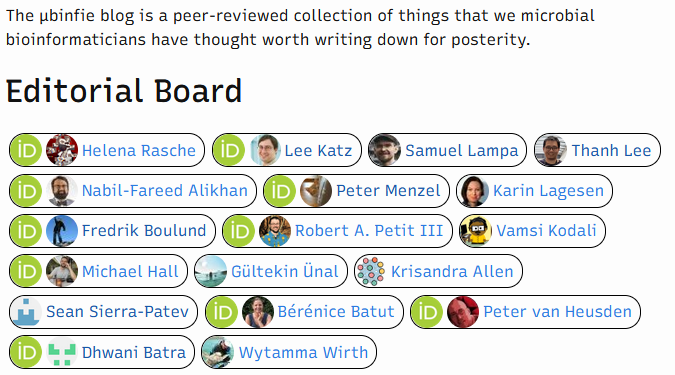 The µbinfie blog is a peer-reviewed collection of things that we microbial
bioinformaticians have thought worth writing down for posterity.
Editorial Board
iD Helena Rasche iD Lee Katz Samuel Lampa Thanh Lee
iD Nabil-Fareed Alikhan iD Peter Menzel Karin Lagesen
iD Fredrik Boulund iD Robert A. Petit III Vamsi Kodali
iD Michael Hall Gültekin Ünal Krisandra Allen
Sean Sierra-Patev iD Bérénice Batut iD Peter van Heusden
iD Dhwani Batra Wytamma Wirth